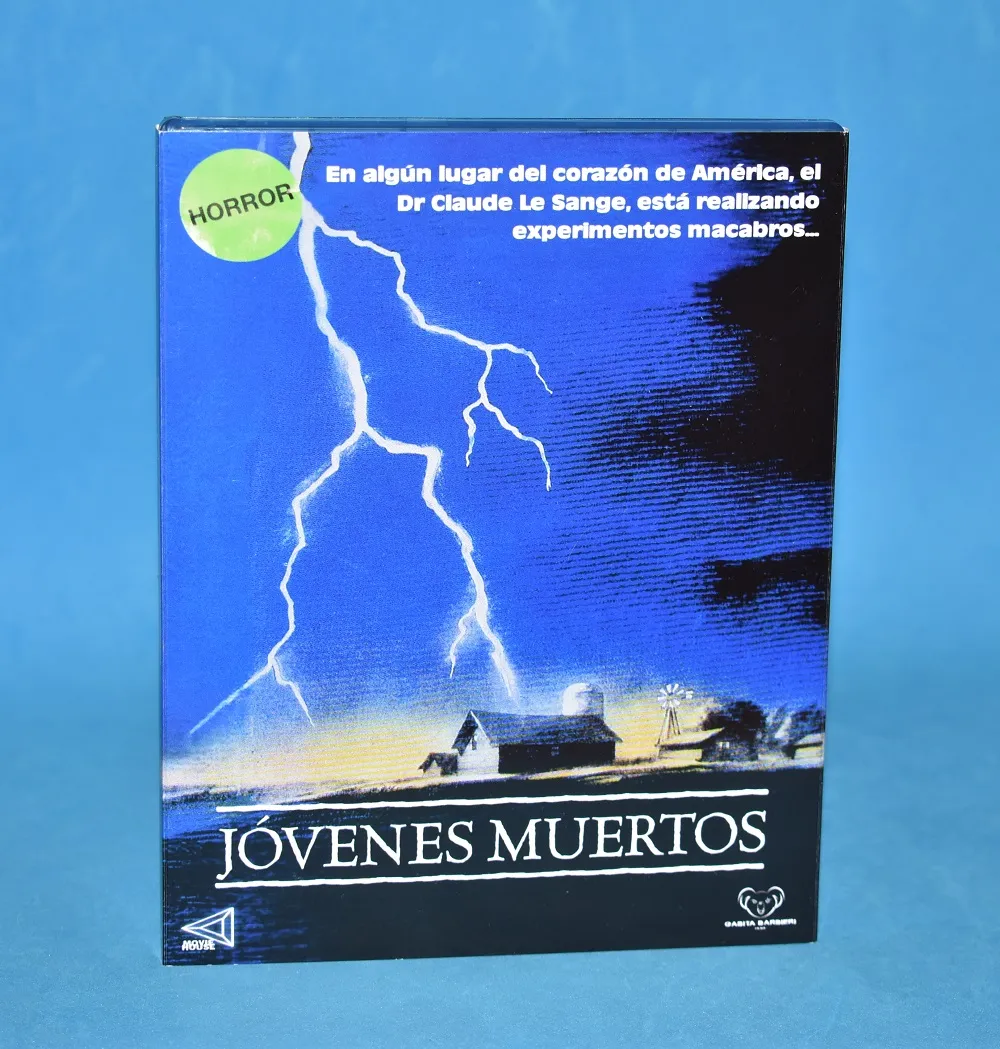 HORROR
En algún lugar del corazón de América, el
Dr Claude Le Sange, está realizando
experimentos macabros...
JÓVENES MUERTOS
MOVIE
HOUSE
GABITA BARBIERI